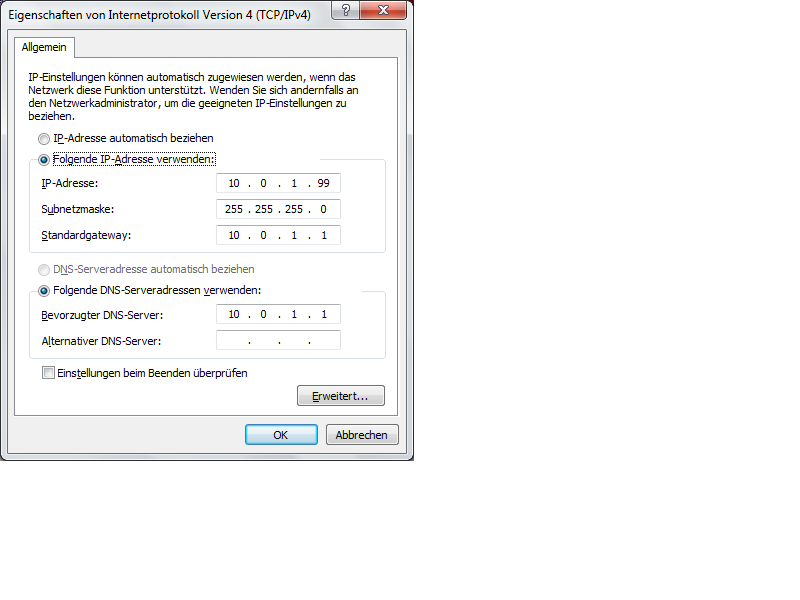 Eigenschaften von Internetprotokoll Version 4 (TCP/IPv4)
?
Allgemein
IP-Einstellungen können automatisch zugewiesen werden, wenn das
Netzwerk diese Funktion unterstützt. Wenden Sie sich andernfalls an
den Netzwerkadministrator, um die geeigneten IP-Einstellungen zu
beziehen.
IP-Adresse automatisch beziehen
Folgende IP-Adresse verwenden:
IP-Adresse: 10 . 0 . 1 . 99
Subnetzmaske: 255 . 255 . 255 . 0
Standardgateway: 10 . 0 . 1 . 1
DNS-Serveradresse automatisch beziehen
Folgende DNS-Serveradressen verwenden:
Bevorzugter DNS-Server: 10 . 0 . 1 . 1
Alternativer DNS-Server: . . .
Einstellungen beim Beenden überprüfen
Erweitert...
OK Abbrechen